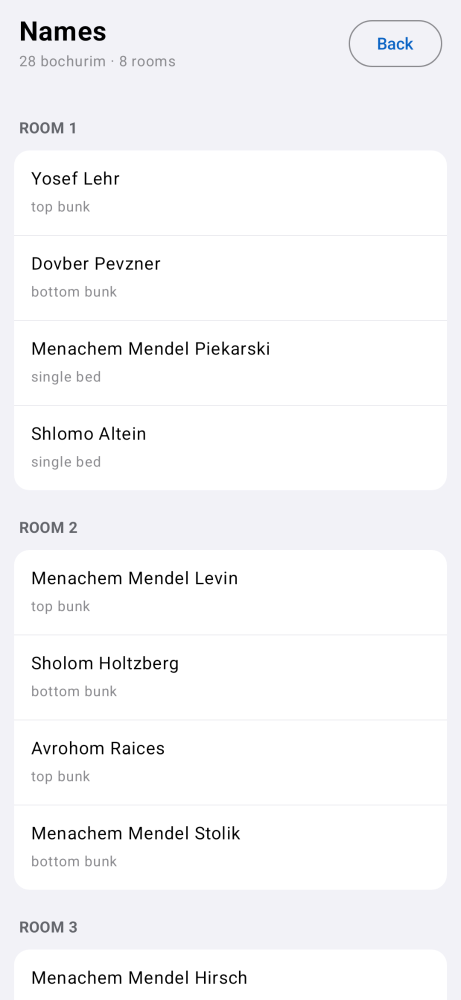 Names
Back
28 bochurim · 8 rooms
ROOM 1
Yosef Lehr
top bunk
Dovber Pevzner
bottom bunk
Menachem Mendel Piekarski
single bed
Shlomo Altein
single bed
ROOM 2
Menachem Mendel Levin
top bunk
Sholom Holtzberg
bottom bunk
Avrohom Raices
top bunk
Menachem Mendel Stolik
bottom bunk
ROOM 3
Menachem Mendel Hirsch